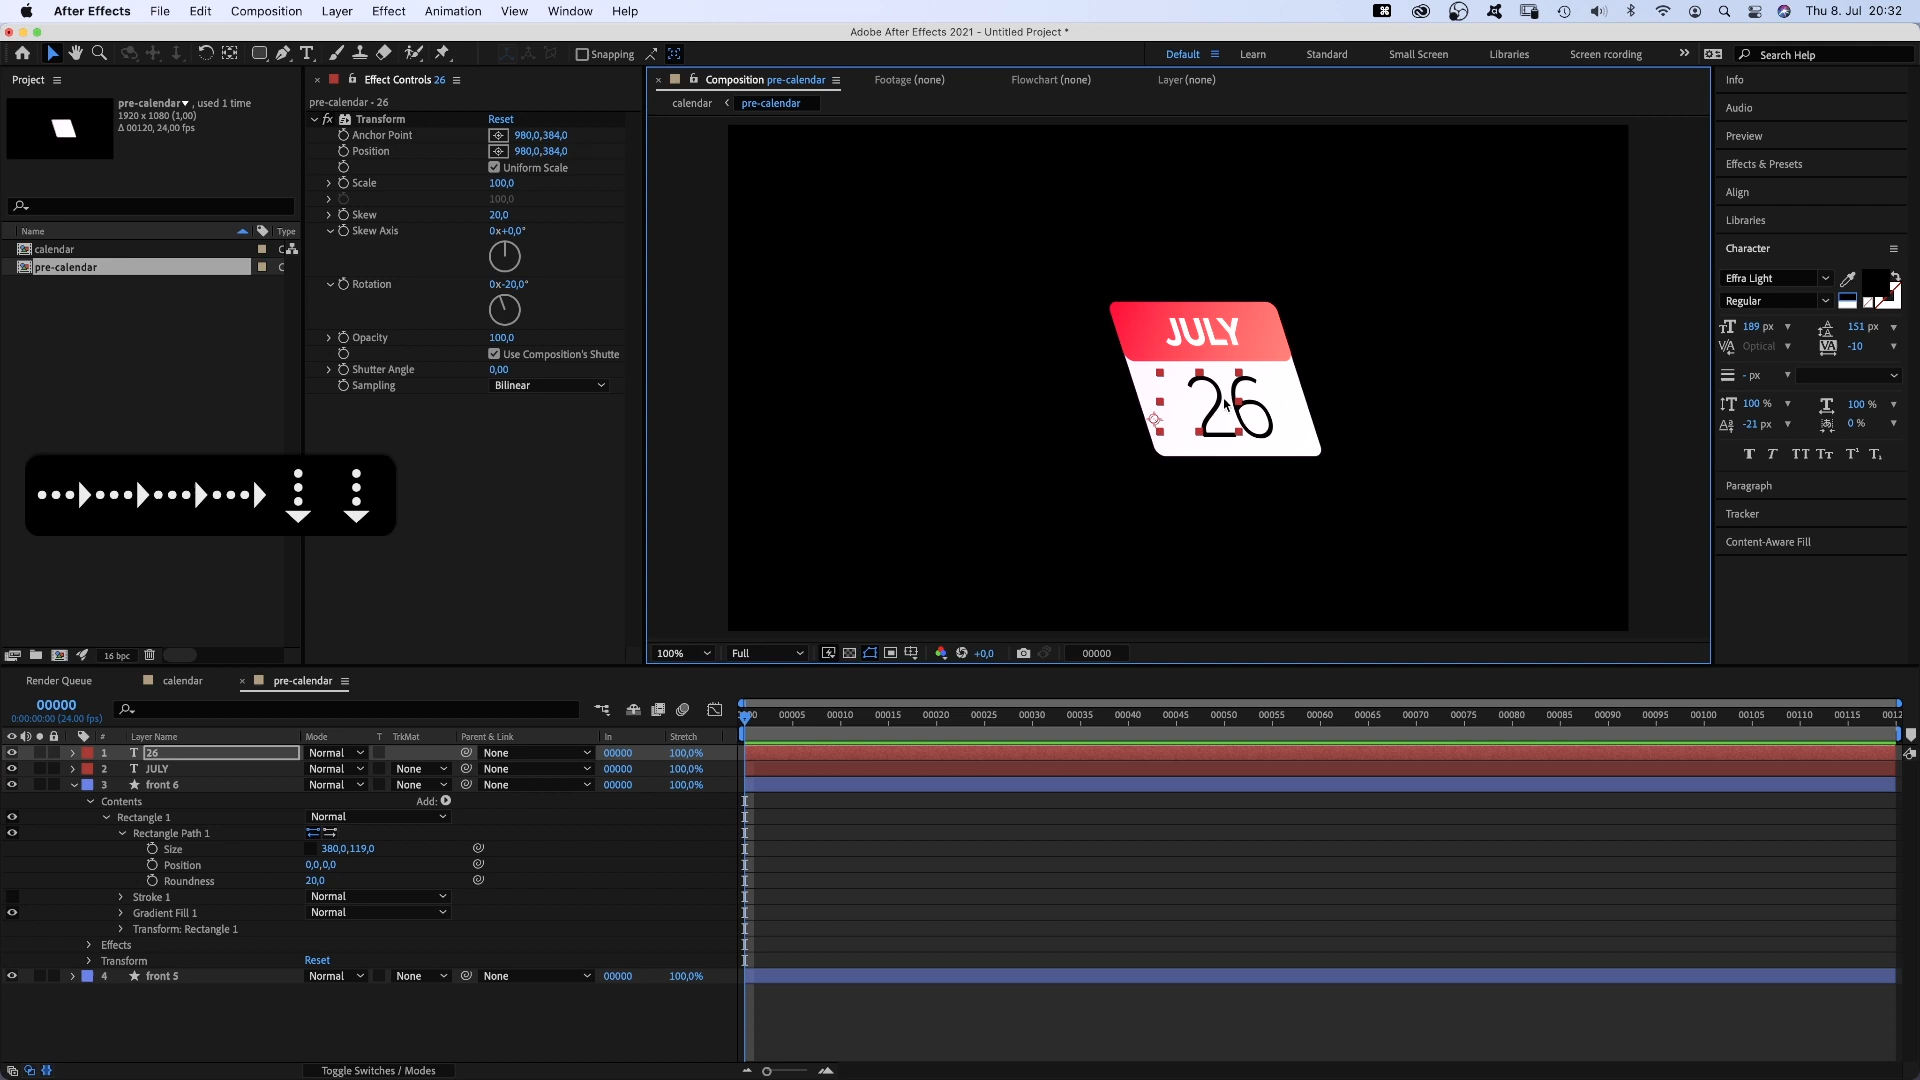 After Effects File Edit Composition Layer Effect Animation View Window Help
Thu 8. Jul 20:32
Adobe After Effects 2021 - Untitled Project *
Snapping
Default Learn Standard Small Screen Libraries Screen rcording Search Help
Project
pre-calendar , used 1 time
1920 x 1080 (1,00)
Δ 00120, 24,00 fps
Name Type
calendar
pre-calendar
16 bpc
Effect Controls 26
pre-calendar • 26
fx Transform Reset
Anchor Point 980,0,384,0
Position 980,0,384,0
Uniform Scale
Scale 100,0
100,0
Skew 20,0
Skew Axis 0x+0,0°
Rotation 0x-20,0°
Opacity 100,0
Use Composition's Shutte
Shutter Angle 0,00
Sampling Bilinear
Composition pre-calendar Footage (none) Flowchart (none) Layer (none)
calendar pre-calendar
JULY
26
100% Full +0,0 00000
Info
Audio
Preview
Effects & Presets
Align
Libraries
Character
Effra Light
Regular
189 px 151 px
Optical -10
- px
100 % 100 %
-21 px 0 %
T T TT Tr T¹ T₁
Paragraph
Tracker
Content-Aware Fill
Render Queue calendar pre-calendar
00000
0:00:00:00 (24.00 fps)
# Layer Name Mode T TrkMat Parent & Link In Stretch
00005 00010 00015 00020 00025 00030 00035 00040 00045 00050 00055 00060 00065 00070 00075 00080 00085 00090 00095 00100 00105 00110 00115 0012
1 T 26 Normal None 00000 100,0%
2 T JULY Normal None None 00000 100,0%
3 front 6 Normal None None 00000 100,0%
Contents Add:
Rectangle 1 Normal
Rectangle Path 1
Size 380,0,119,0
Position 0,0,0,0
Roundness 20,0
Stroke 1 Normal
Gradient Fill 1 Normal
Transform: Rectangle 1
Effects
Transform Reset
4 front 5 Normal None None 00000 100,0%
Toggle Switches / Modes